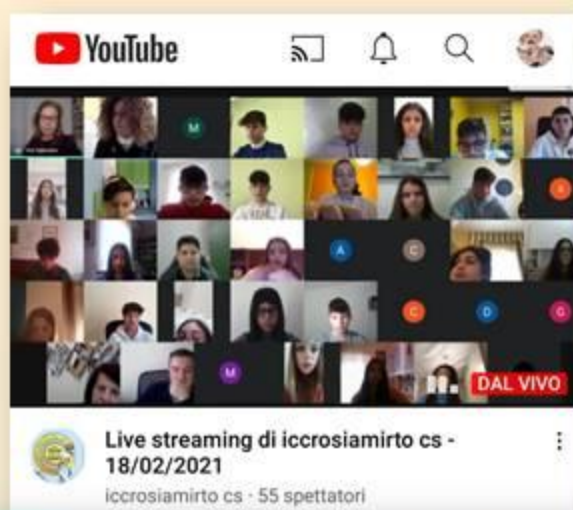 YouTube
M
A
A
C
C
D
G
M
DAL VIVO
Live streaming di iccrosiamirto cs -
18/02/2021
iccrosiamirto cs · 55 spettatori